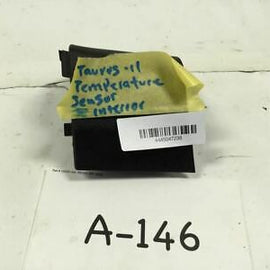 Taurus-11
Temperature
Sensor
Interior
A-146